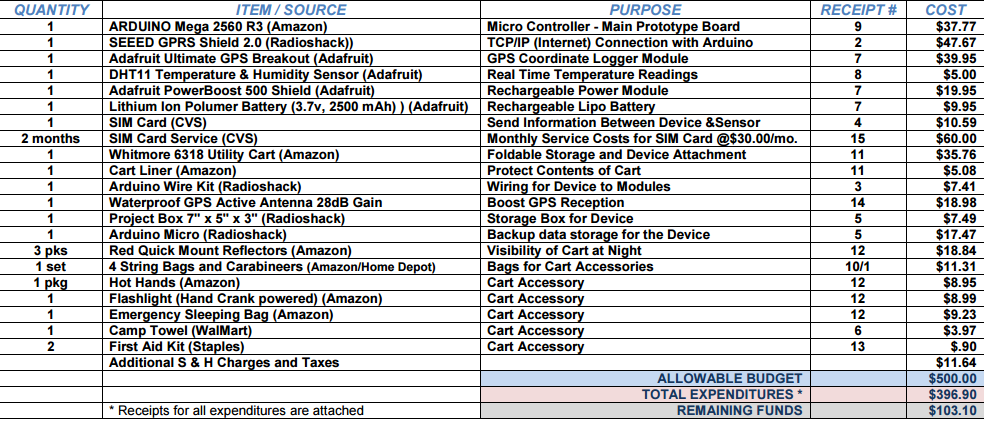 QUANTITY ITEM / SOURCE PURPOSE RECEIPT # COST
1 ARDUINO Mega 2560 R3 (Amazon) Micro Controller - Main Prototype Board 9 $37.77
1 SEEED GPRS Shield 2.0 (Radioshack)) TCP/IP (Internet) Connection with Arduino 2 $47.67
1 Adafruit Ultimate GPS Breakout (Adafruit) GPS Coordinate Logger Module 7 $39.95
1 DHT11 Temperature & Humidity Sensor (Adafruit) Real Time Temperature Readings 8 $5.00
1 Adafruit PowerBoost 500 Shield (Adafruit) Rechargeable Power Module 7 $19.95
1 Lithium Ion Polumer Battery (3.7v, 2500 mAh) ) (Adafruit) Rechargeable Lipo Battery 7 $9.95
1 SIM Card (CVS) Send Information Between Device &Sensor 4 $10.59
2 months SIM Card Service (CVS) Monthly Service Costs for SIM Card @$30.00/mo. 15 $60.00
1 Whitmore 6318 Utility Cart (Amazon) Foldable Storage and Device Attachment 11 $35.76
1 Cart Liner (Amazon) Protect Contents of Cart 11 $5.08
1 Arduino Wire Kit (Radioshack) Wiring for Device to Modules 3 $7.41
1 Waterproof GPS Active Antenna 28dB Gain Boost GPS Reception 14 $18.98
1 Project Box 7" x 5" x 3" (Radioshack) Storage Box for Device 5 $7.49
1 Arduino Micro (Radioshack) Backup data storage for the Device 5 $17.47
3 pks Red Quick Mount Reflectors (Amazon) Visibility of Cart at Night 12 $18.84
1 set 4 String Bags and Carabineers (Amazon/Home Depot) Bags for Cart Accessories 10/1 $11.31
1 pkg Hot Hands (Amazon) Cart Accessory 12 $8.95
1 Flashlight (Hand Crank powered) (Amazon) Cart Accessory 12 $8.99
1 Emergency Sleeping Bag (Amazon) Cart Accessory 12 $9.23
1 Camp Towel (WalMart) Cart Accessory 6 $3.97
2 First Aid Kit (Staples) Cart Accessory 13 $.90
Additional S & H Charges and Taxes $11.64
ALLOWABLE BUDGET $500.00
TOTAL EXPENDITURES * $396.90
* Receipts for all expenditures are attached REMAINING FUNDS $103.10